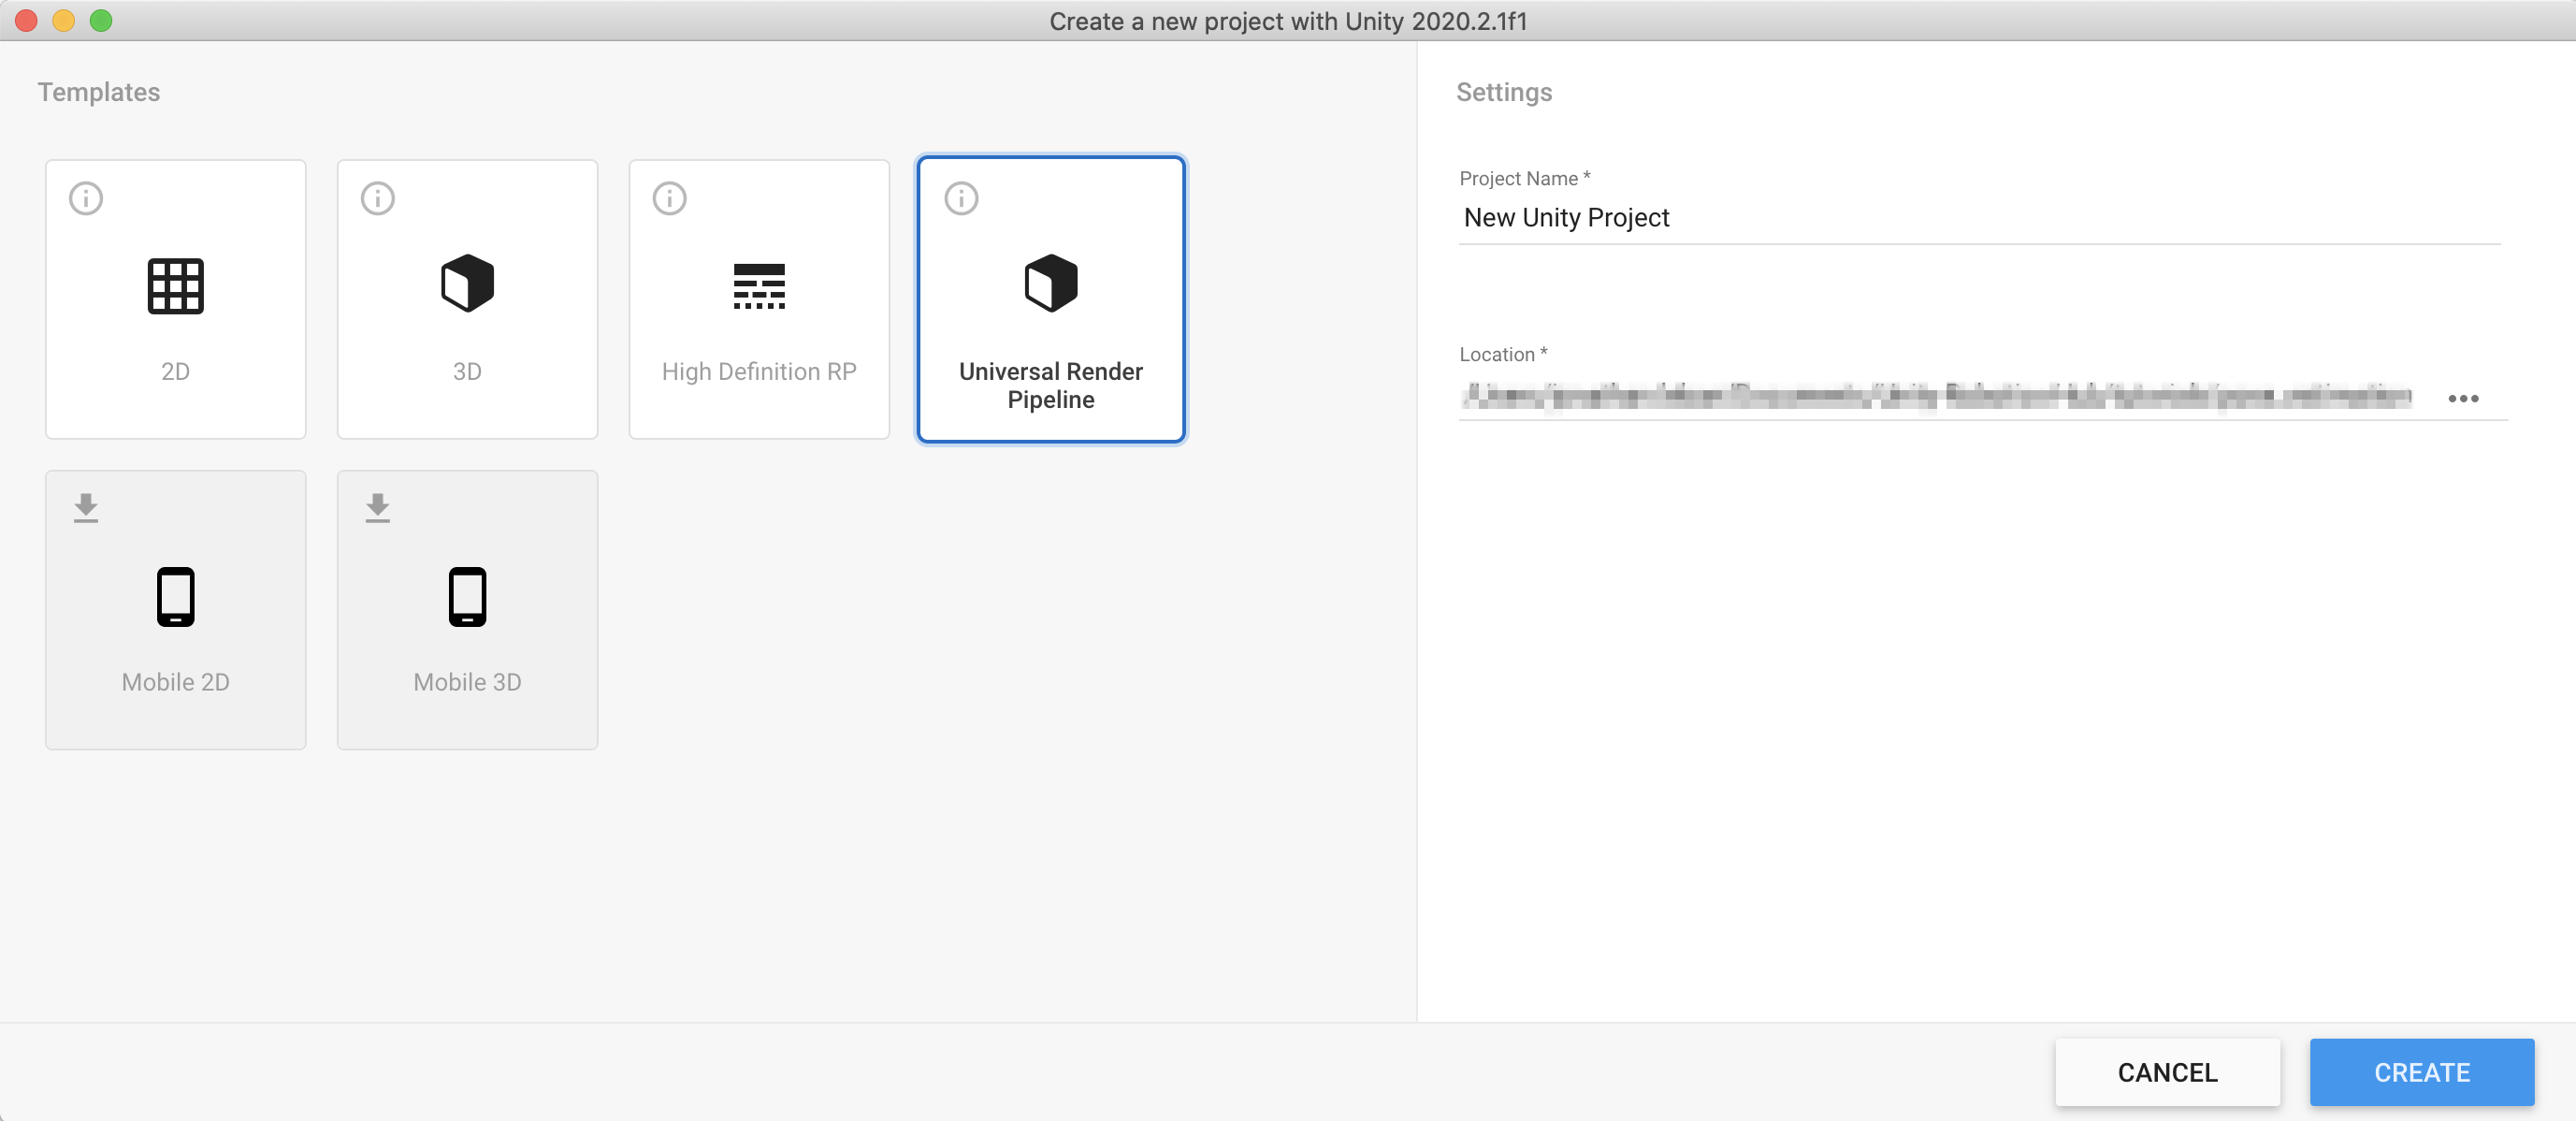 Create a new project with Unity 2020.2.1f1
Templates
2D
3D
High Definition RP
Universal Render
Pipeline
Mobile 2D
Mobile 3D
Settings
Project Name *
New Unity Project
Location *
CANCEL
CREATE